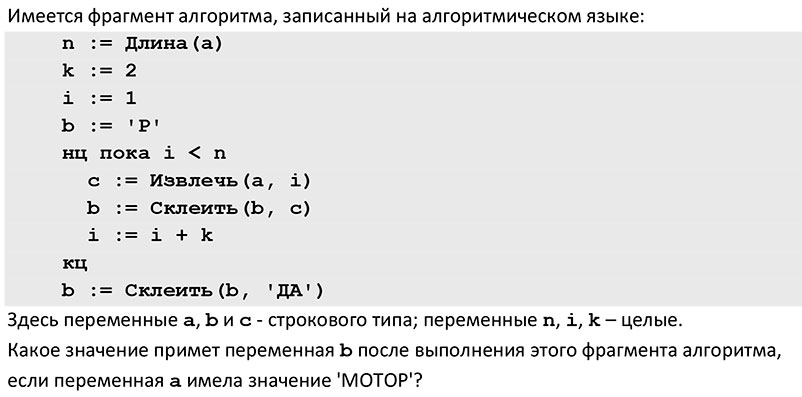 Имеется фрагмент алгоритма, записанный на алгоритмическом языке:
n := Длина(a)
k := 2
i := 1
b := 'Р'
нц пока i < n
c := Извлечь(a, i)
b := Склеить(b, c)
i := i + k
кц
b := Склеить(b, 'ДА')
Здесь переменные a, b и c - строкового типа; переменные n, i, k – целые.
Какое значение примет переменная b после выполнения этого фрагмента алгоритма,
если переменная a имела значение 'МОТОР'?